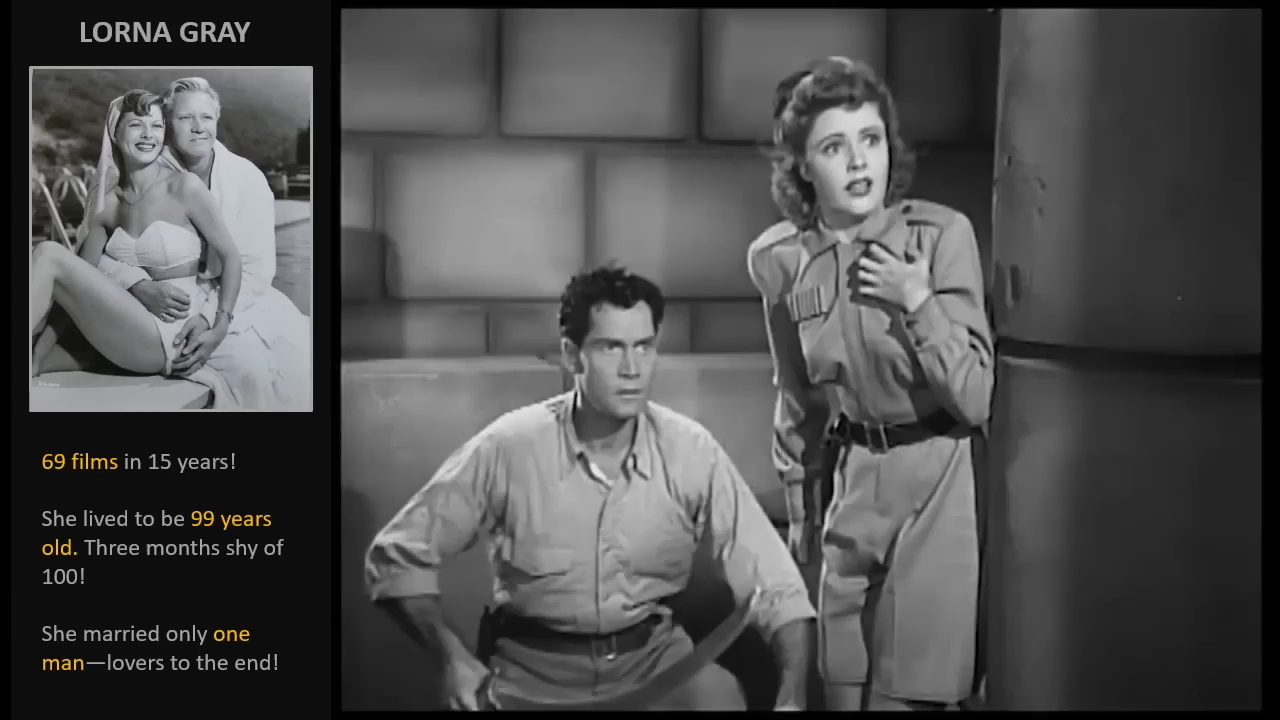 LORNA GRAY
69 films in 15 years!
She lived to be 99 years
old. Three months shy of
100!
She married only one
man—lovers to the end!